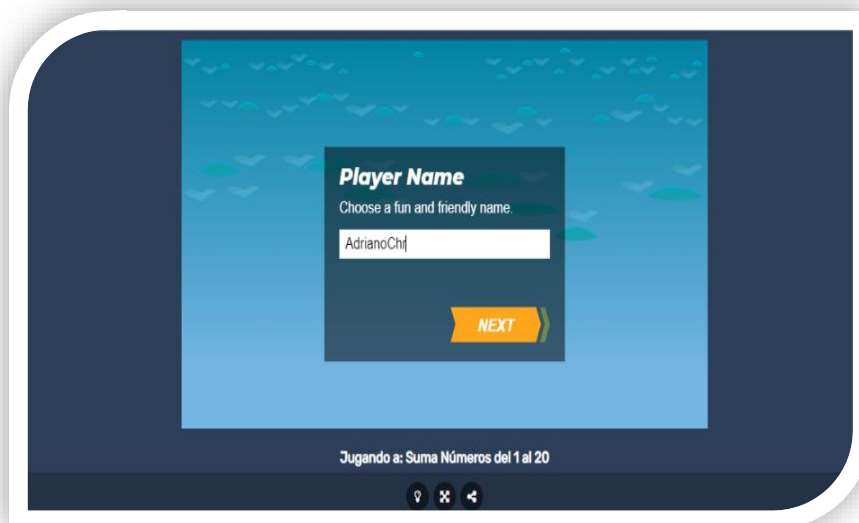 Player Name
Choose a fun and friendly name.
AdrianoChr
NEXT
Jugando a: Suma Números del 1 al 20